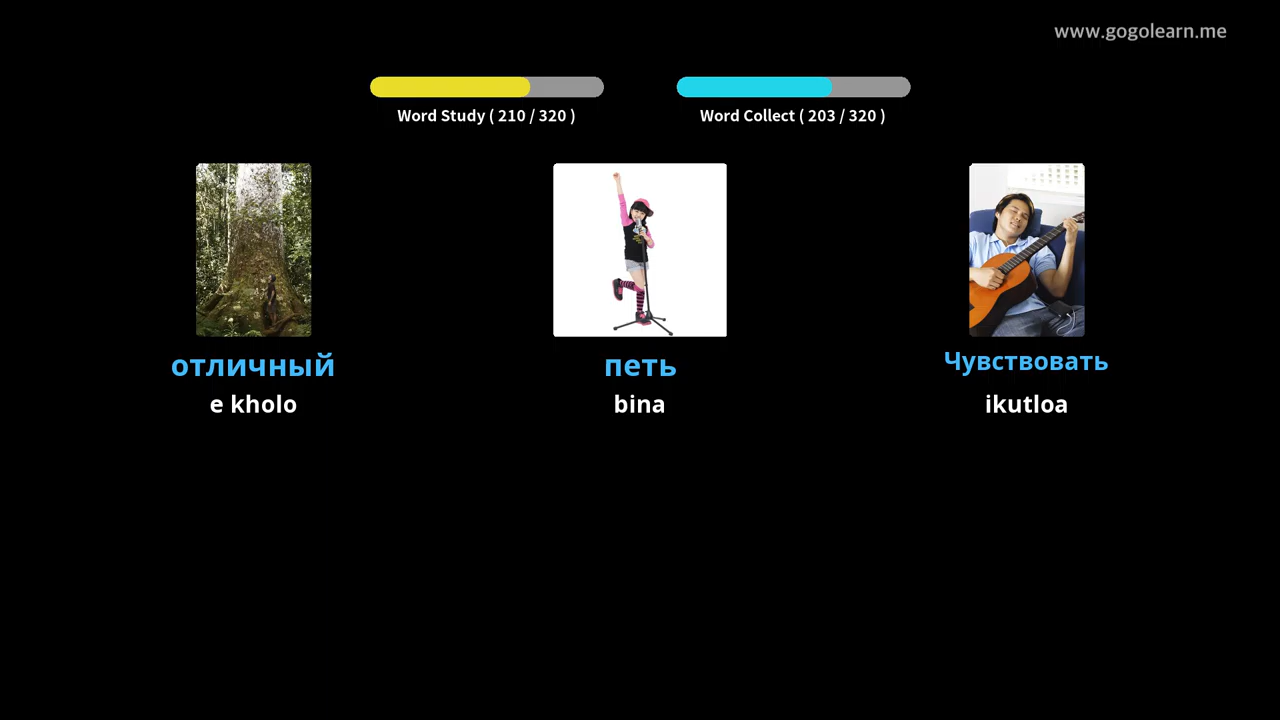 www.gogolearn.me
Word Study ( 210 / 320 )
Word Collect ( 203 / 320 )
отличный
петь
Чувствовать
e kholo
bina
ikutloa